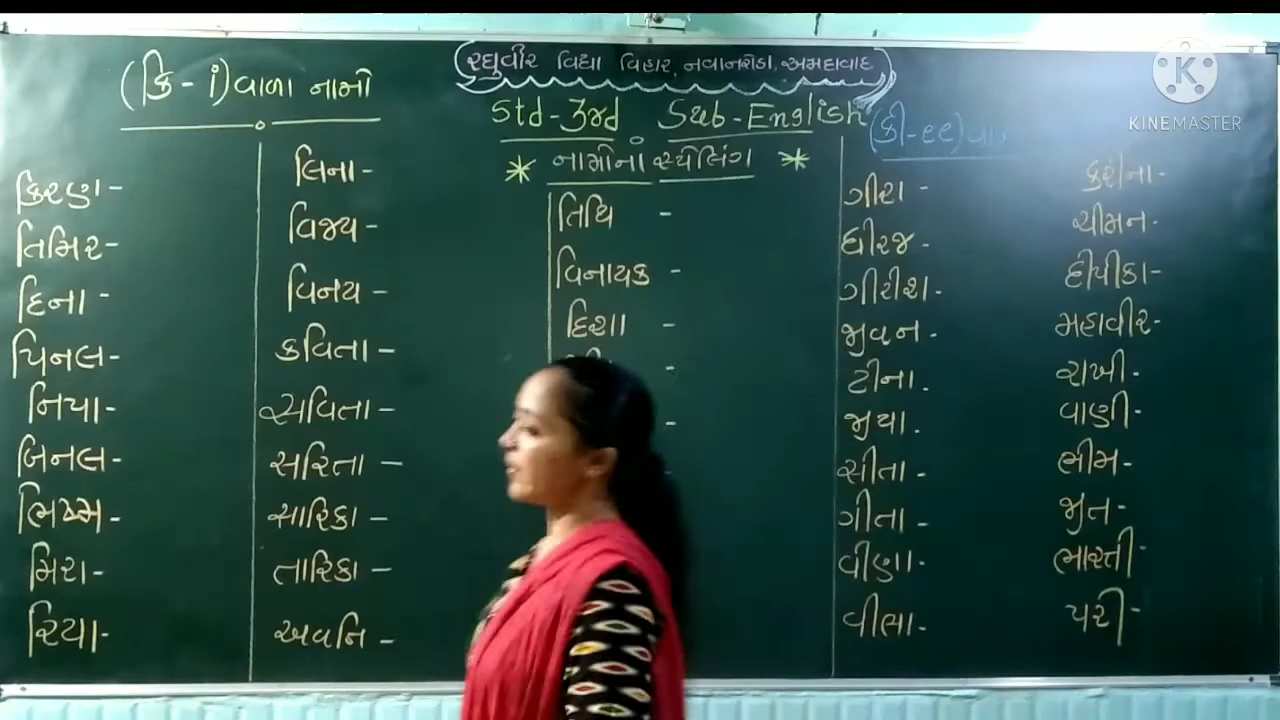 રઘુવીર વિદ્યા વિહાર, નવાનરોડા, અમદાવાદ
Std-3rd Sub-English
* નામોના સ્પેલિંગ *
(કિ - i) વાળા નામો
કિરણ -
તિમિર -
દિના -
પિનલ -
નિયા -
બિનલ -
ભિષ્મ -
મિરા -
રિયા -
લિના -
વિજય -
વિનય -
કવિતા -
સવિતા -
સરિતા -
સારિકા -
તારિકા -
અવનિ -
તિથિ -
વિનાયક -
દિશા -
(કી-ee)
ગીરા -
ધીરજ -
ગીરીશ -
જીવન -
ટીના -
જીયા -
સીતા -
ગીતા -
વીણા -
વીભા -
કરીના -
ચીમન -
દીપીકા -
મહાવીર -
રાખી -
વાણી -
ભીમ -
જીત -
ભારતી -
પરી -
K
KINEMASTER